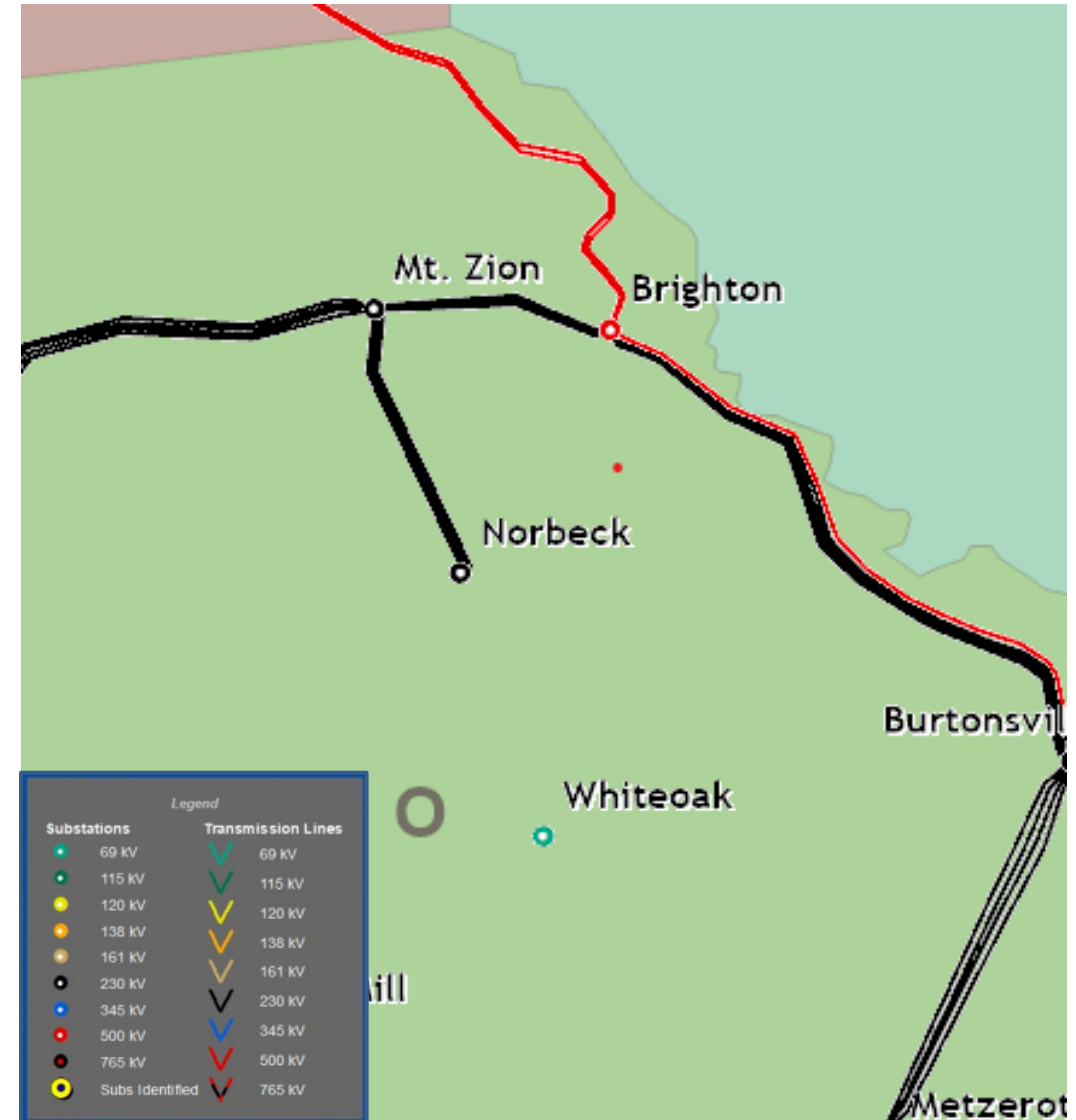 Mt. Zion
Brighton
Norbeck
Burtonsvil
Whiteoak
O
Legend
Substations Transmission Lines
69 kV 69 kV
115 kV 115 kV
120 kV 120 kV
138 kV 138 kV
161 kV 161 kV
230 kV 230 kV
345 kV 345 kV
500 kV 500 kV
765 kV 765 kV
Subs Identified
ill
Metzerot